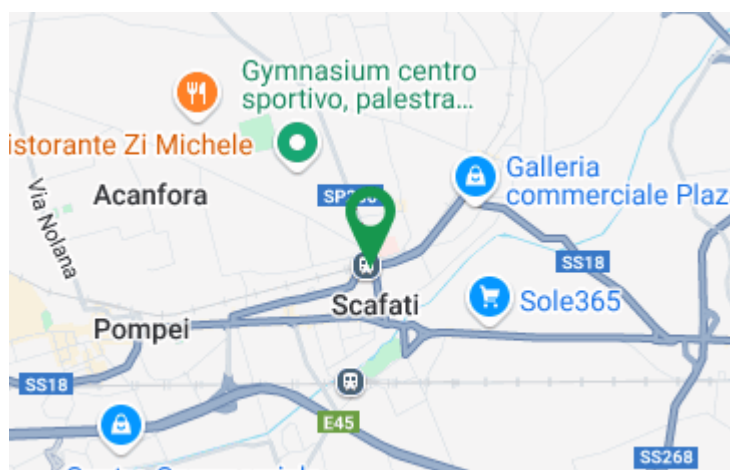 Gymnasium centro
sportivo, palestra...
istorante Zi Michele
Galleria
commerciale Plaz
Acanfora
Via Nolana
SS18
Scafati
Sole365
Pompei
SS18
E45
SS268